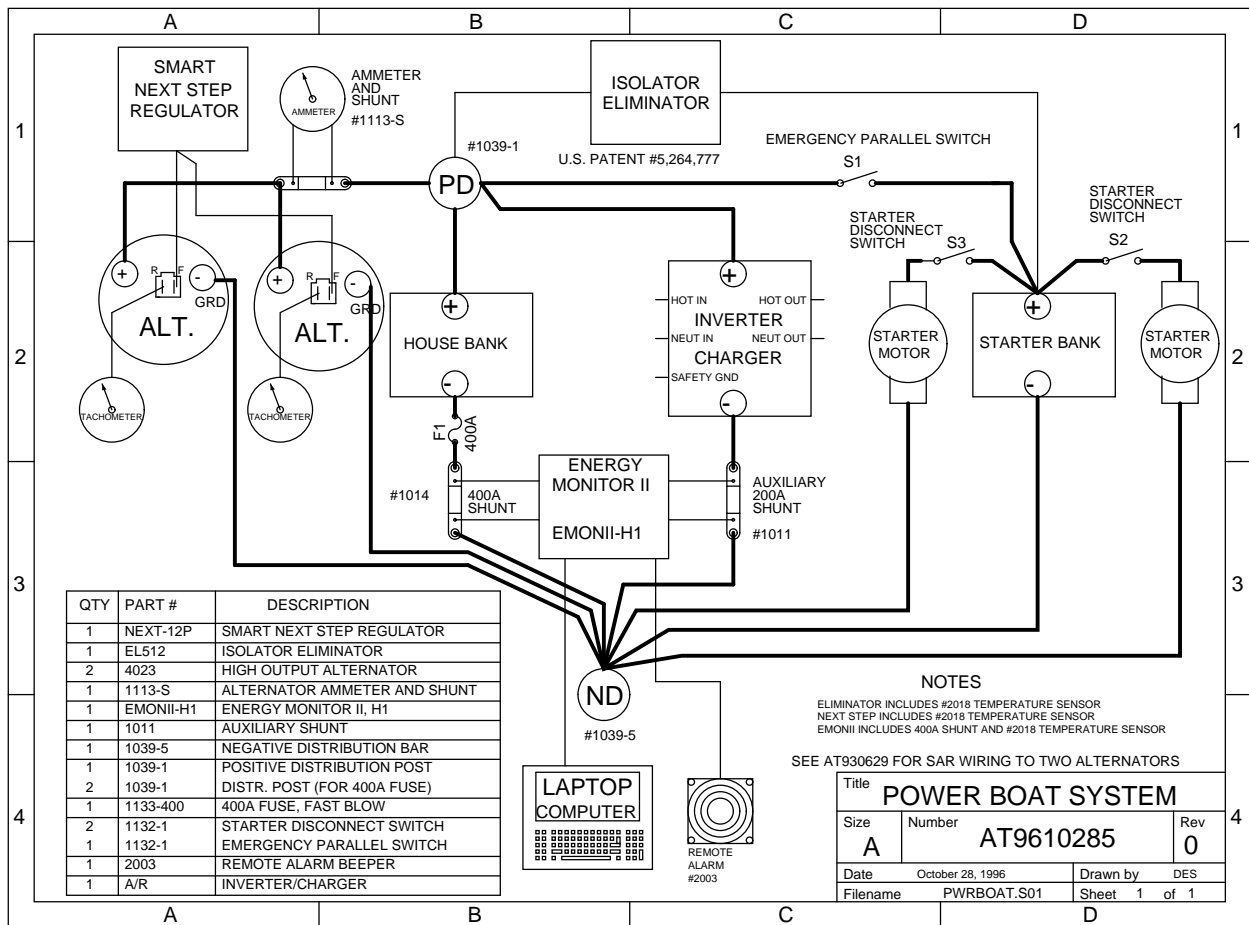 A B C D
1 1
2 2
3 3
4 4
A B C D
SMART
NEXT STEP
REGULATOR
AMMETER
AMMETER
AND
SHUNT
#1113-S
ISOLATOR
ELIMINATOR
U.S. PATENT #5,264,777
#1039-1
PD
EMERGENCY PARALLEL SWITCH
S1
STARTER
DISCONNECT
SWITCH
S3
STARTER
DISCONNECT
SWITCH
S2
+
R F
-
GRD
ALT.
TACHOMETER
+
R F
-
GRD
ALT.
TACHOMETER
+
HOUSE BANK
-
F1
400A
+
HOT IN HOT OUT
INVERTER
NEUT IN NEUT OUT
CHARGER
SAFETY GND
-
STARTER
MOTOR
+
STARTER BANK
-
STARTER
MOTOR
#1014
400A
SHUNT
ENERGY
MONITOR II
EMONII-H1
AUXILIARY
200A
SHUNT
#1011
ND
#1039-5
QTY PART # DESCRIPTION
1 NEXT-12P SMART NEXT STEP REGULATOR
1 EL512 ISOLATOR ELIMINATOR
2 4023 HIGH OUTPUT ALTERNATOR
1 1113-S ALTERNATOR AMMETER AND SHUNT
1 EMONII-H1 ENERGY MONITOR II, H1
1 1011 AUXILIARY SHUNT
1 1039-5 NEGATIVE DISTRIBUTION BAR
1 1039-1 POSITIVE DISTRIBUTION POST
2 1039-1 DISTR. POST (FOR 400A FUSE)
1 1133-400 400A FUSE, FAST BLOW
2 1132-1 STARTER DISCONNECT SWITCH
1 1132-1 EMERGENCY PARALLEL SWITCH
1 2003 REMOTE ALARM BEEPER
1 A/R INVERTER/CHARGER
LAPTOP
COMPUTER
REMOTE
ALARM
#2003
NOTES
ELIMINATOR INCLUDES #2018 TEMPERATURE SENSOR
NEXT STEP INCLUDES #2018 TEMPERATURE SENSOR
EMONII INCLUDES 400A SHUNT AND #2018 TEMPERATURE SENSOR
SEE AT930629 FOR SAR WIRING TO TWO ALTERNATORS
Title POWER BOAT SYSTEM
Size Number Rev
A AT9610285 0
Date October 28, 1996 Drawn by DES
Filename PWRBOAT.S01 Sheet 1 of 1